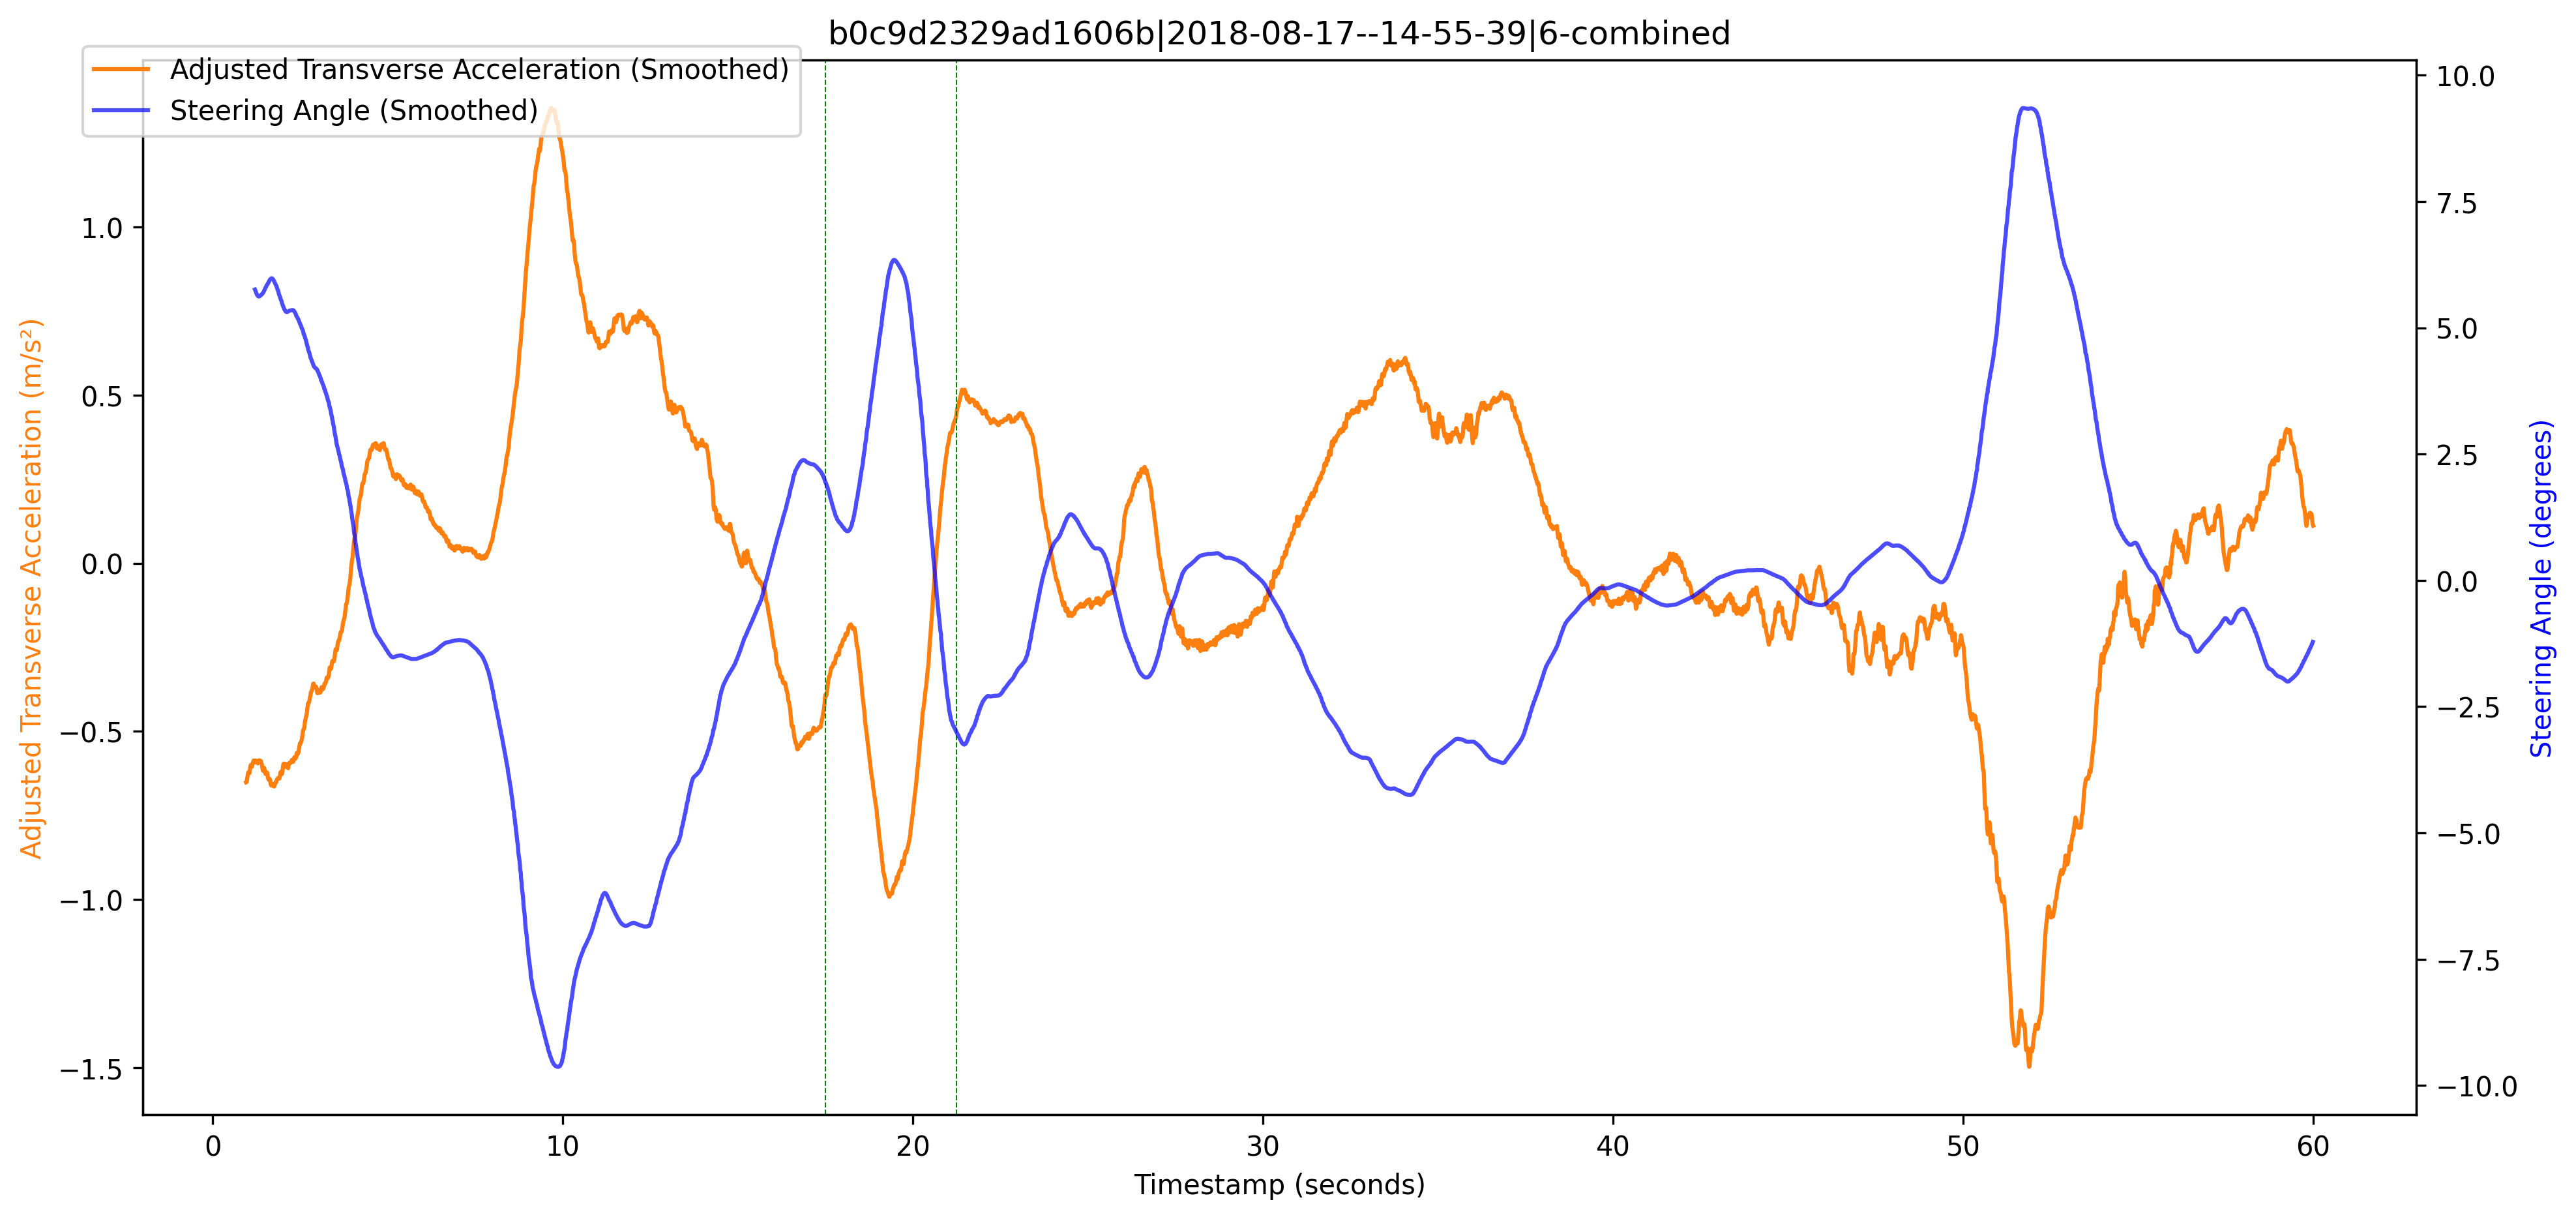 b0c9d2329ad1606b|2018-08-17--14-55-39|6-combined
Adjusted Transverse Acceleration (Smoothed)
Steering Angle (Smoothed)
Adjusted Transverse Acceleration (m/s²)
1.0
0.5
0.0
−0.5
−1.0
−1.5
10.0
7.5
5.0
2.5
0.0
−2.5
−5.0
−7.5
−10.0
Steering Angle (degrees)
0 10 20 30 40 50 60
Timestamp (seconds)